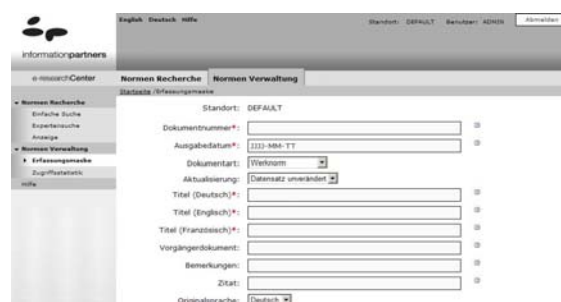 English Deutsch Hilfe
Standort: DEFAULT Benutzer: ADMIN Abmelden
informationpartners
e-researchCenter
Normen Recherche Normen Verwaltung
Startseite /Erfassungsmaske
Normen Recherche
Einfache Suche
Expertensuche
Anzeige
Normen Verwaltung
Erfassungsmaske
Zugriffsstatistik
Hilfe
Standort: DEFAULT
Dokumentnummer*:
Ausgabedatum*: JJJJ-MM-TT
Dokumentart: Werknorm
Aktualisierung: Datensatz unverändert
Titel (Deutsch)*:
Titel (Englisch)*:
Titel (Französisch)*:
Vorgängerdokument:
Bemerkungen:
Zitat:
Originalsprache: Deutsch